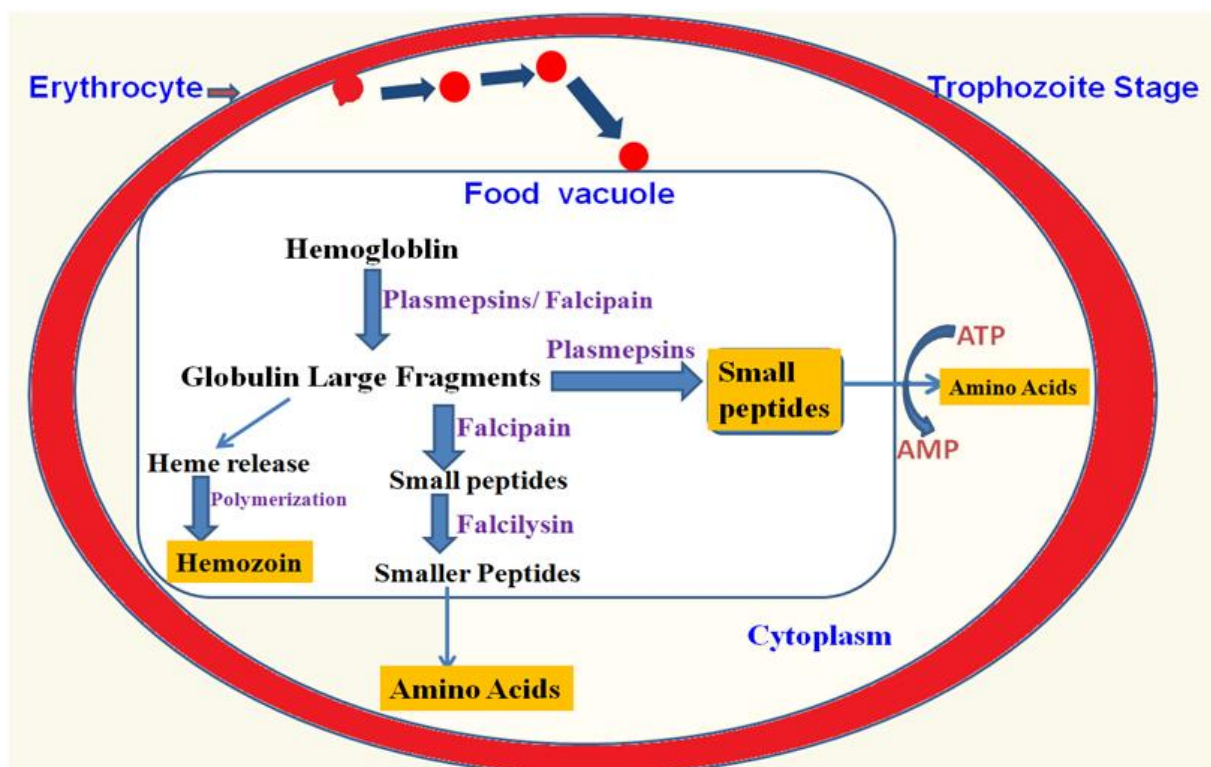 Erythrocyte
Trophozoite Stage
Food vacuole
Hemogloblin
Plasmepsins/ Falcipain
Globulin Large Fragments
Plasmepsins
Small
peptides
ATP
Amino Acids
AMP
Falcipain
Heme release
Small peptides
Polymerization
Falcilysin
Hemozoin
Smaller Peptides
Cytoplasm
Amino Acids